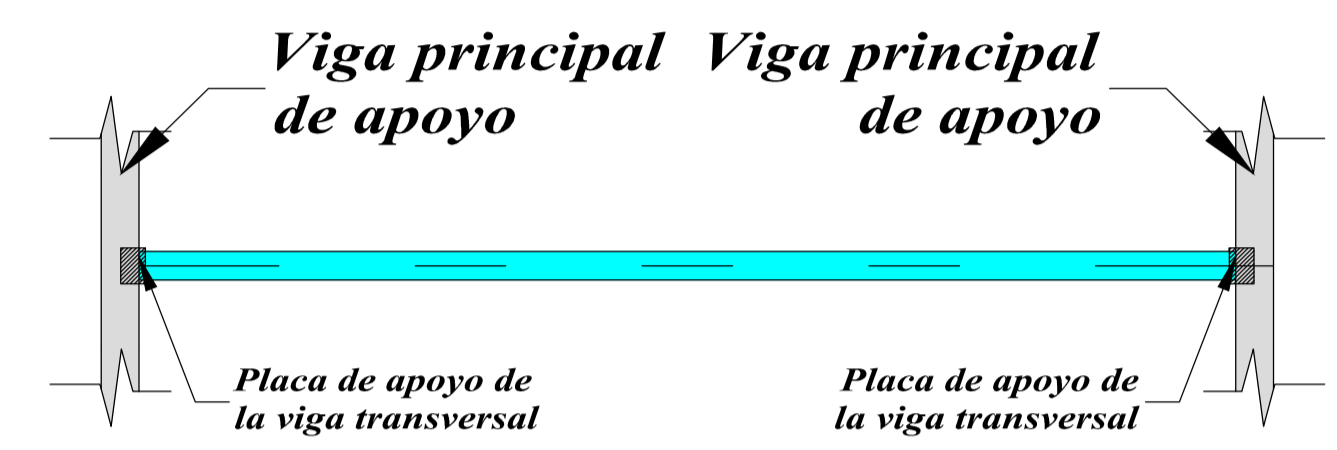 Viga principal
de apoyo
Viga principal
de apoyo
Placa de apoyo de
la viga transversal
Placa de apoyo de
la viga transversal